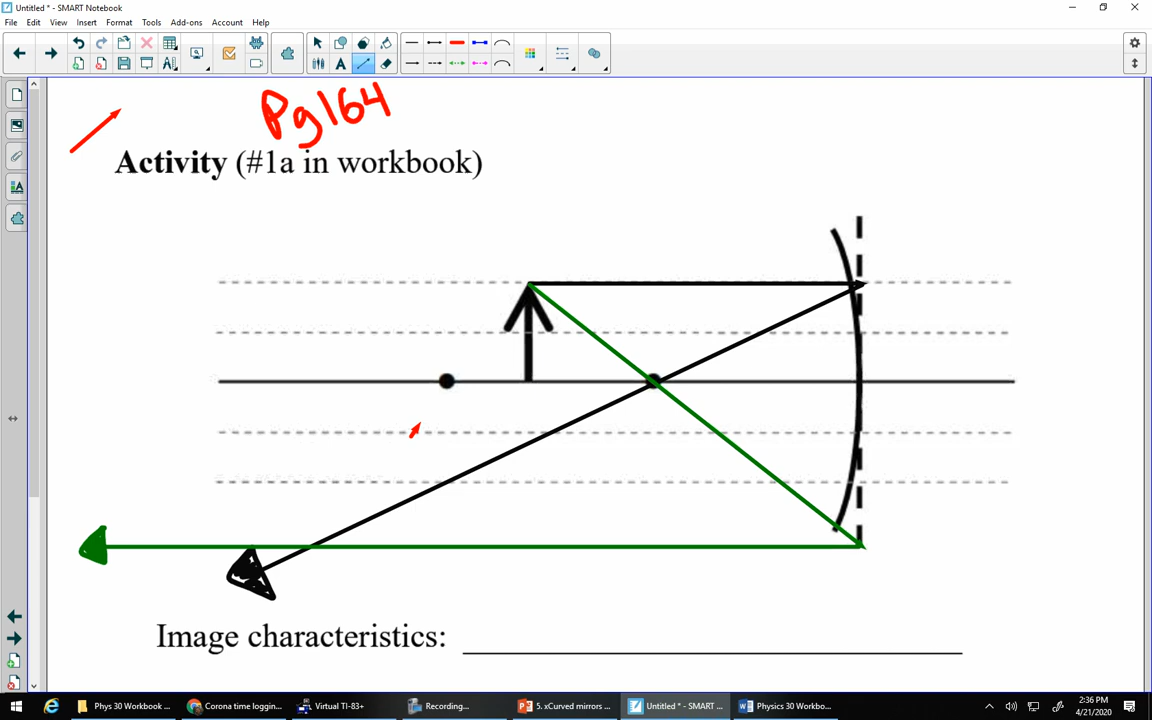 Untitled * - SMART Notebook
File Edit View Insert Format Tools Add-ons Account Help
Pg 164
Activity (#1a in workbook)
Image characteristics:
Phys 30 Workbook ... Corona time loggin... Virtual TI-83+ Recording... 5. xCurved mirrors ... Untitled * - SMART ... Physics 30 Workbo...
2:36 PM
4/21/2020